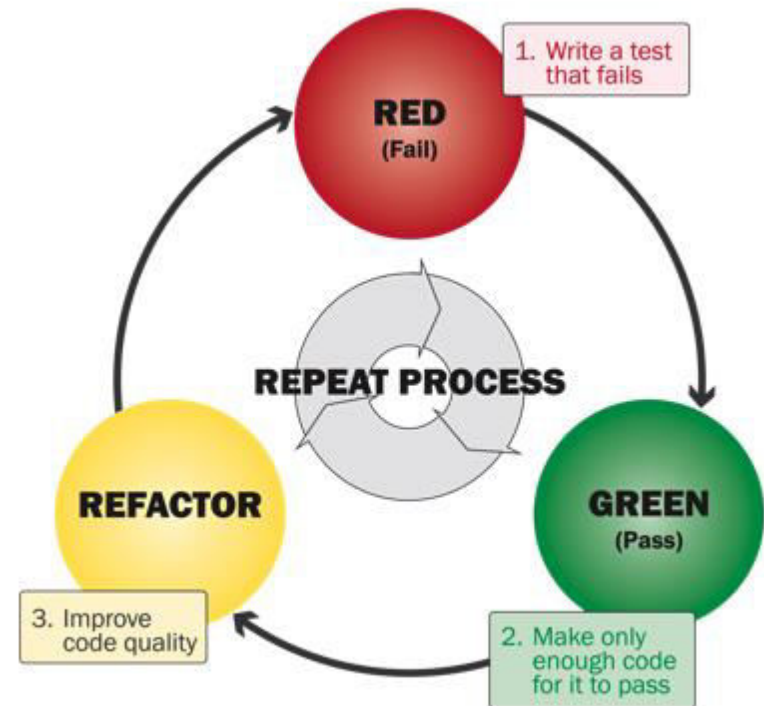 1. Write a test
that fails
RED
(Fail)
REPEAT PROCESS
REFACTOR
GREEN
(Pass)
3. Improve
code quality
2. Make only
enough code
for it to pass